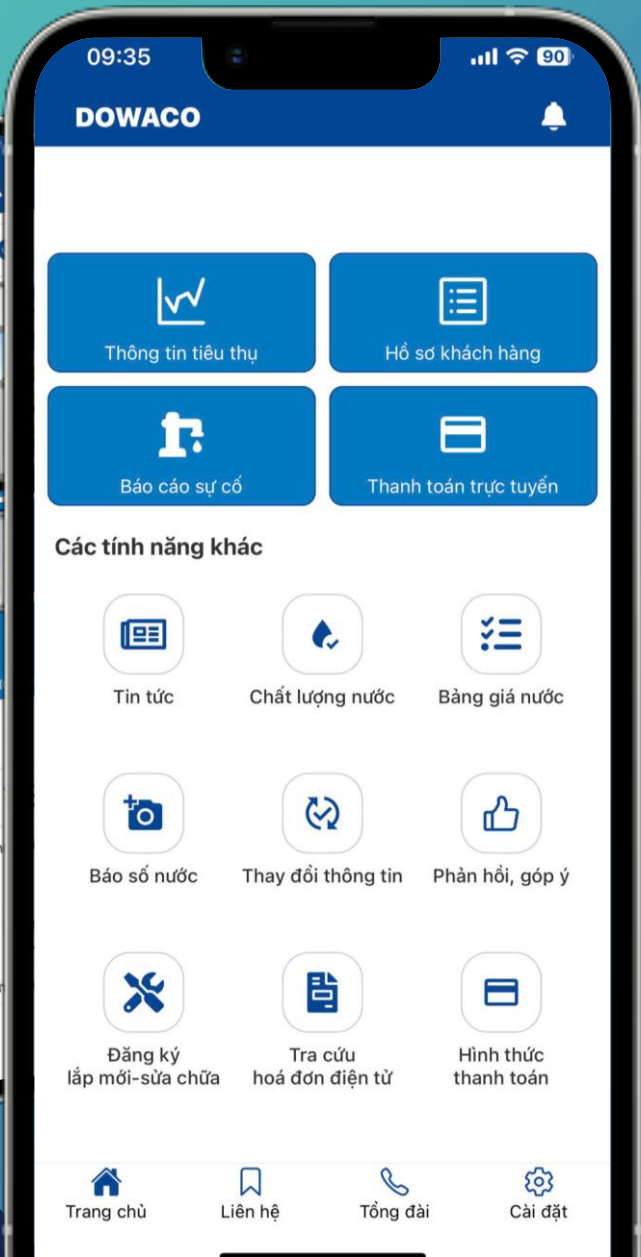 09:35
90
DOWACO
Thông tin tiêu thụ
Hồ sơ khách hàng
Báo cáo sự cố
Thanh toán trực tuyến
Các tính năng khác
Tin tức
Chất lượng nước
Bảng giá nước
Báo số nước
Thay đổi thông tin
Phản hồi, góp ý
Đăng ký
lắp mới-sửa chữa
Tra cứu
hoá đơn điện tử
Hình thức
thanh toán
Trang chủ
Liên hệ
Tổng đài
Cài đặt